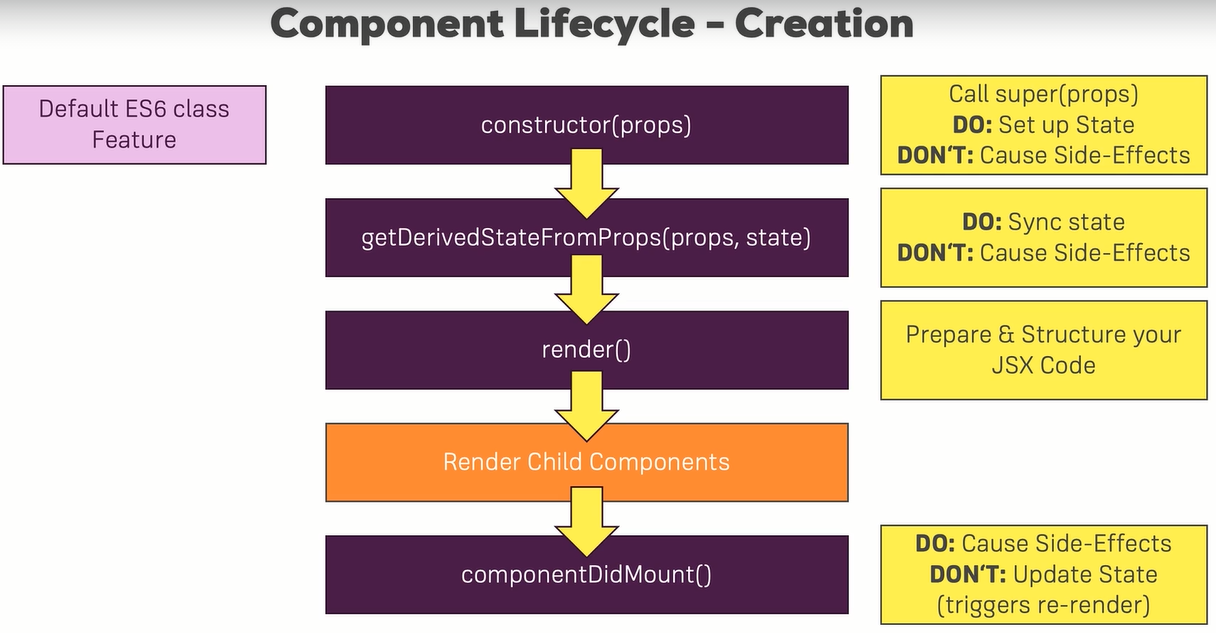 Component Lifecycle – Creation
Default ES6 class
Feature
constructor(props)
Call super(props)
DO: Set up State
DON‘T: Cause Side-Effects
getDerivedStateFromProps(props, state)
DO: Sync state
DON‘T: Cause Side-Effects
render()
Prepare & Structure your
JSX Code
Render Child Components
componentDidMount()
DO: Cause Side-Effects
DON‘T: Update State
(triggers re-render)